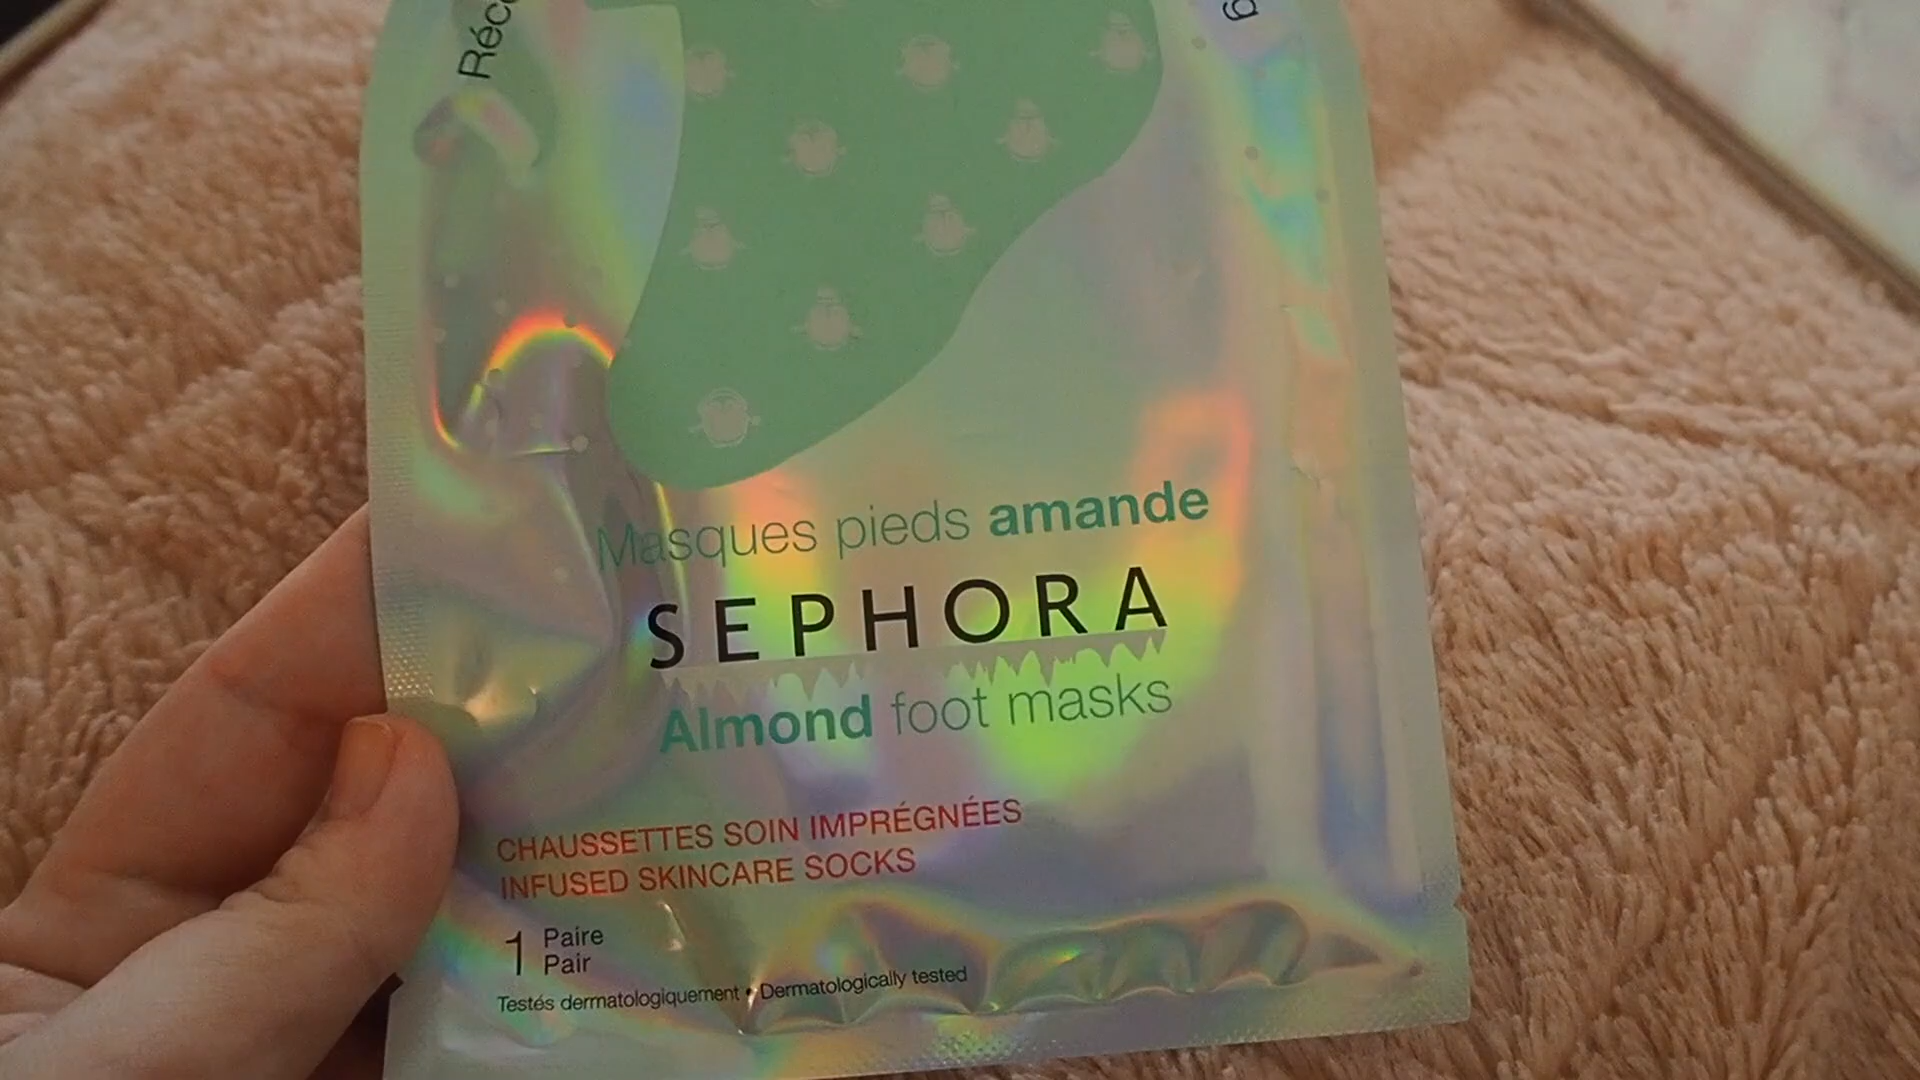 Masques pieds amande
SEPHORA
Almond foot masks
CHAUSSETTES SOIN IMPRÉGNÉES
INFUSED SKINCARE SOCKS
1 Paire
Pair
Testés dermatologiquement • Dermatologically tested